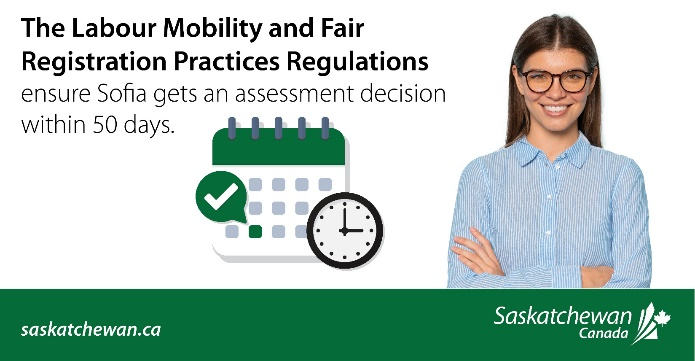 The Labour Mobility and Fair
Registration Practices Regulations
ensure Sofia gets an assessment decision
within 50 days.
saskatchewan.ca
Saskatchewan
Canada